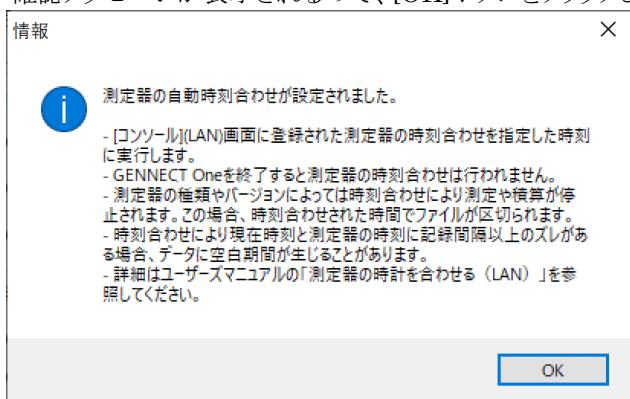 確認メッセージが表示されるので、[OK]ボタンをクリックし
情報
測定器の自動時刻合わせが設定されました。
- [コンソール](LAN)画面に登録された測定器の時刻合わせを指定した時刻
に実行します。
- GENNECT Oneを終了すると測定器の時刻合わせは行われません。
- 測定器の種類やバージョンによっては時刻合わせにより測定や積算が停
止されます。この場合、時刻合わせされた時間でファイルが区切られます。
- 時刻合わせにより現在時刻と測定器の時刻に記録間隔以上のズレがあ
る場合、データに空白期間が生じることがあります。
- 詳細はユーザーズマニュアルの「測定器の時計を合わせる（LAN）」を参
照してください。
OK